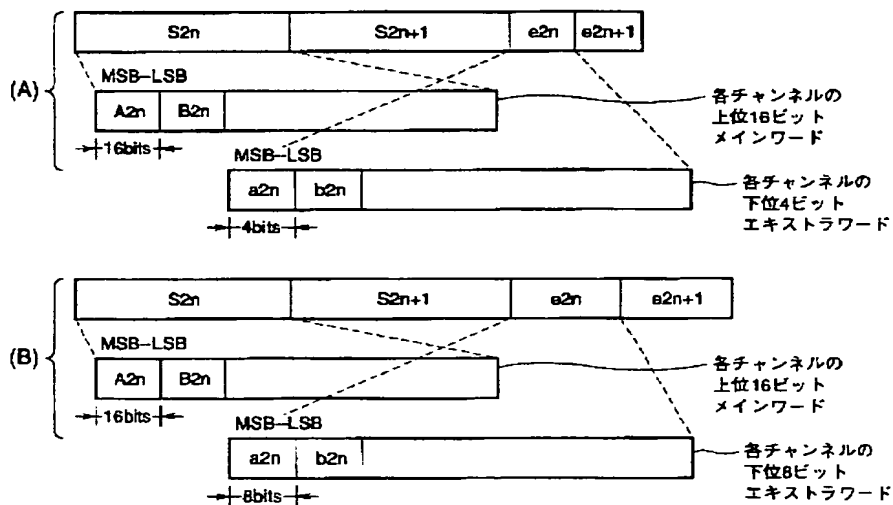 (A)
S2n S2n+1 e2n e2n+1
MSB-LSB
A2n B2n
16bits
各チャンネルの
上位16ビット
メインワード
MSB-LSB
a2n b2n
4bits
各チャンネルの
下位4ビット
エキストラワード
(B)
S2n S2n+1 e2n e2n+1
MSB-LSB
A2n B2n
16bits
各チャンネルの
上位16ビット
メインワード
MSB-LSB
a2n b2n
8bits
各チャンネルの
下位8ビット
エキストラワード